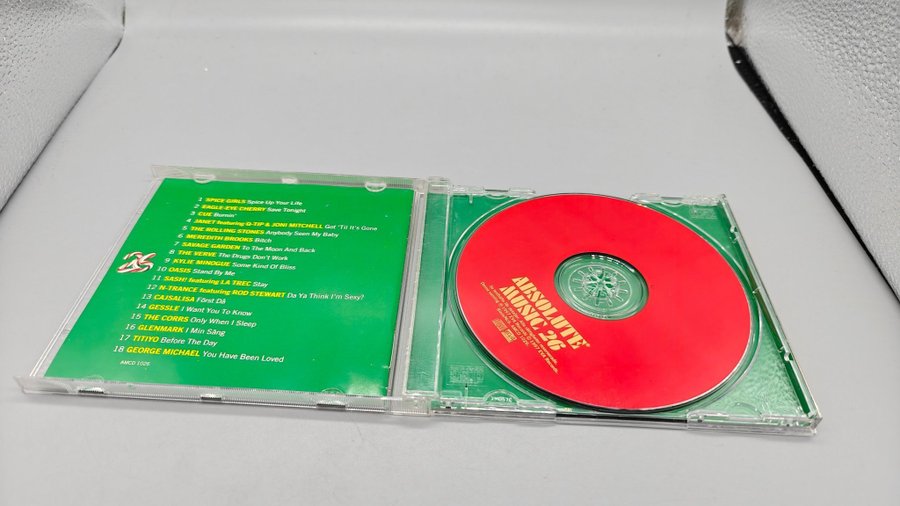 1 SPICE GIRLS Spice Up Your Life
2 EAGLE-EYE CHERRY Save Tonight
3 CUE Burnin'
4 JANET featuring Q-TIP & JONI MITCHELL Got 'Til It's Gone
5 THE ROLLING STONES Anybody Seen My Baby
6 MEREDITH BROOKS Bitch
7 SAVAGE GARDEN To The Moon And Back
8 THE VERVE The Drugs Don't Work
9 KYLIE MINOGUE Some Kind Of Bliss
10 OASIS Stand By Me
11 SASH! featuring LA TREC Stay
12 N-TRANCE featuring ROD STEWART Da Ya Think I'm Sexy?
13 CAJSALISA Först Då
14 GESSLE I Want You To Know
15 THE CORRS Only When I Sleep
16 GLENMARK I Min Säng
17 TITIYO Before The Day
18 GEORGE MICHAEL You Have Been Loved
AMCD 1026
ABSOLUTE
MUSIC 26